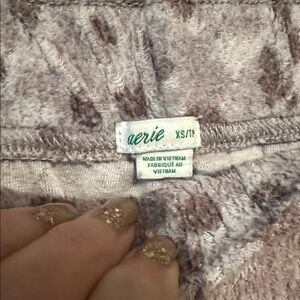 aerie XS/TP
MADE IN VIETNAM
FABRIQUÉ AU
VIETNAM